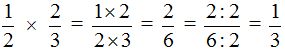 1/2 × 2/3 = 1×2/2×3 = 2/6 = 2:2/6:2 = 1/3